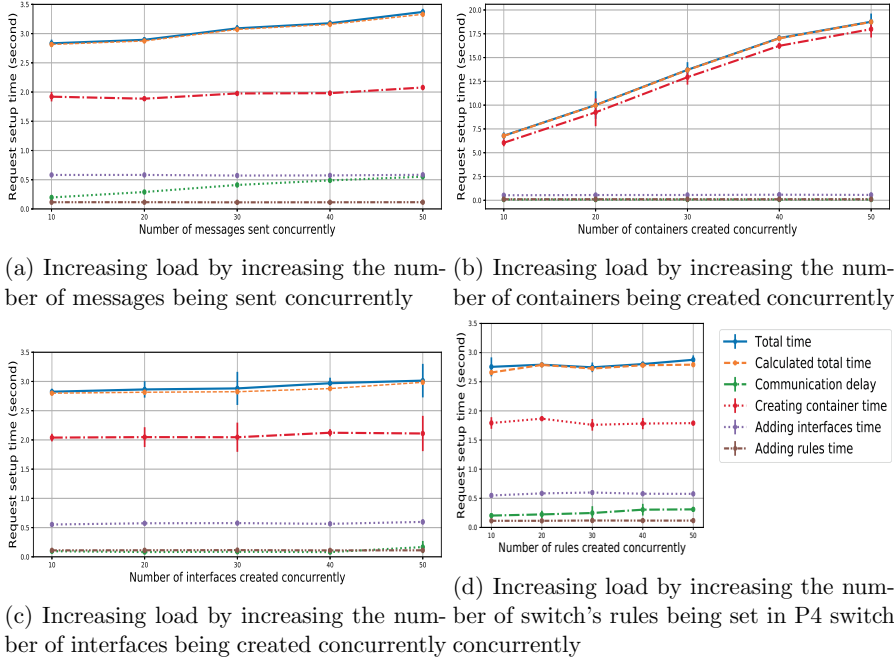 Request setup time (second)
3.5
3.0
2.5
2.0
1.5
1.0
0.5
0.0
10 20 30 40 50
Number of messages sent concurrently
(a) Increasing load by increasing the num-
ber of messages being sent concurrently
Request setup time (second)
20.0
17.5
15.0
12.5
10.0
7.5
5.0
2.5
0.0
10 20 30 40 50
Number of containers created concurrently
(b) Increasing load by increasing the num-
ber of containers being created concurrently
Request setup time (second)
3.5
3.0
2.5
2.0
1.5
1.0
0.5
0.0
10 20 30 40 50
Number of interfaces created concurrently
(c) Increasing load by increasing the num-
ber of interfaces being created concurrently
Request setup time (second)
3.5
3.0
2.5
2.0
1.5
1.0
0.5
0.0
10 20 30 40 50
Number of rules created concurrently
Total time
Calculated total time
Communication delay
Creating container time
Adding interfaces time
Adding rules time
(d) Increasing load by increasing the num-
ber of switch's rules being set in P4 switch
concurrently